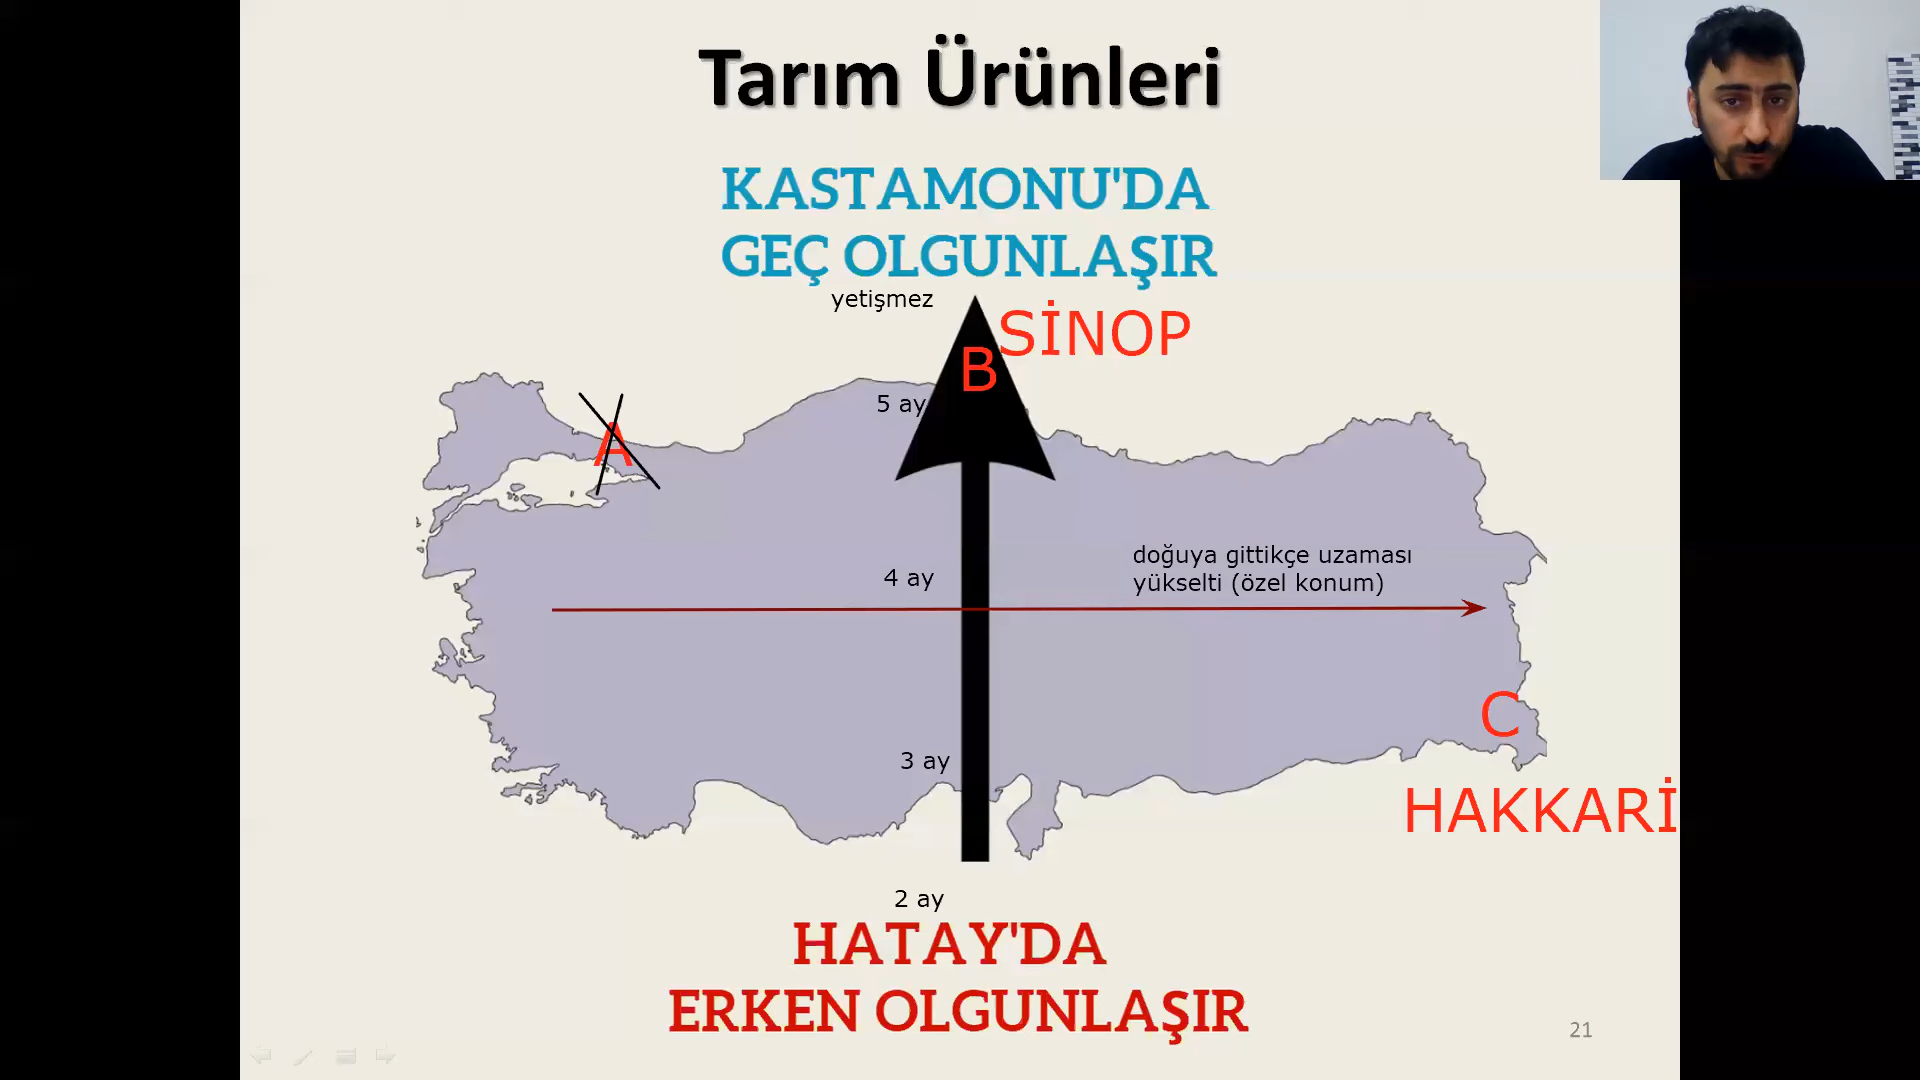 Tarım Ürünleri
KASTAMONU'DA
GEÇ OLGUNLAŞIR
yetişmez
SİNOP
B
5 ay
A
doğuya gittikçe uzaması
yükselti (özel konum)
4 ay
C
3 ay
HAKKARİ
2 ay
HATAY'DA
ERKEN OLGUNLAŞIR
21